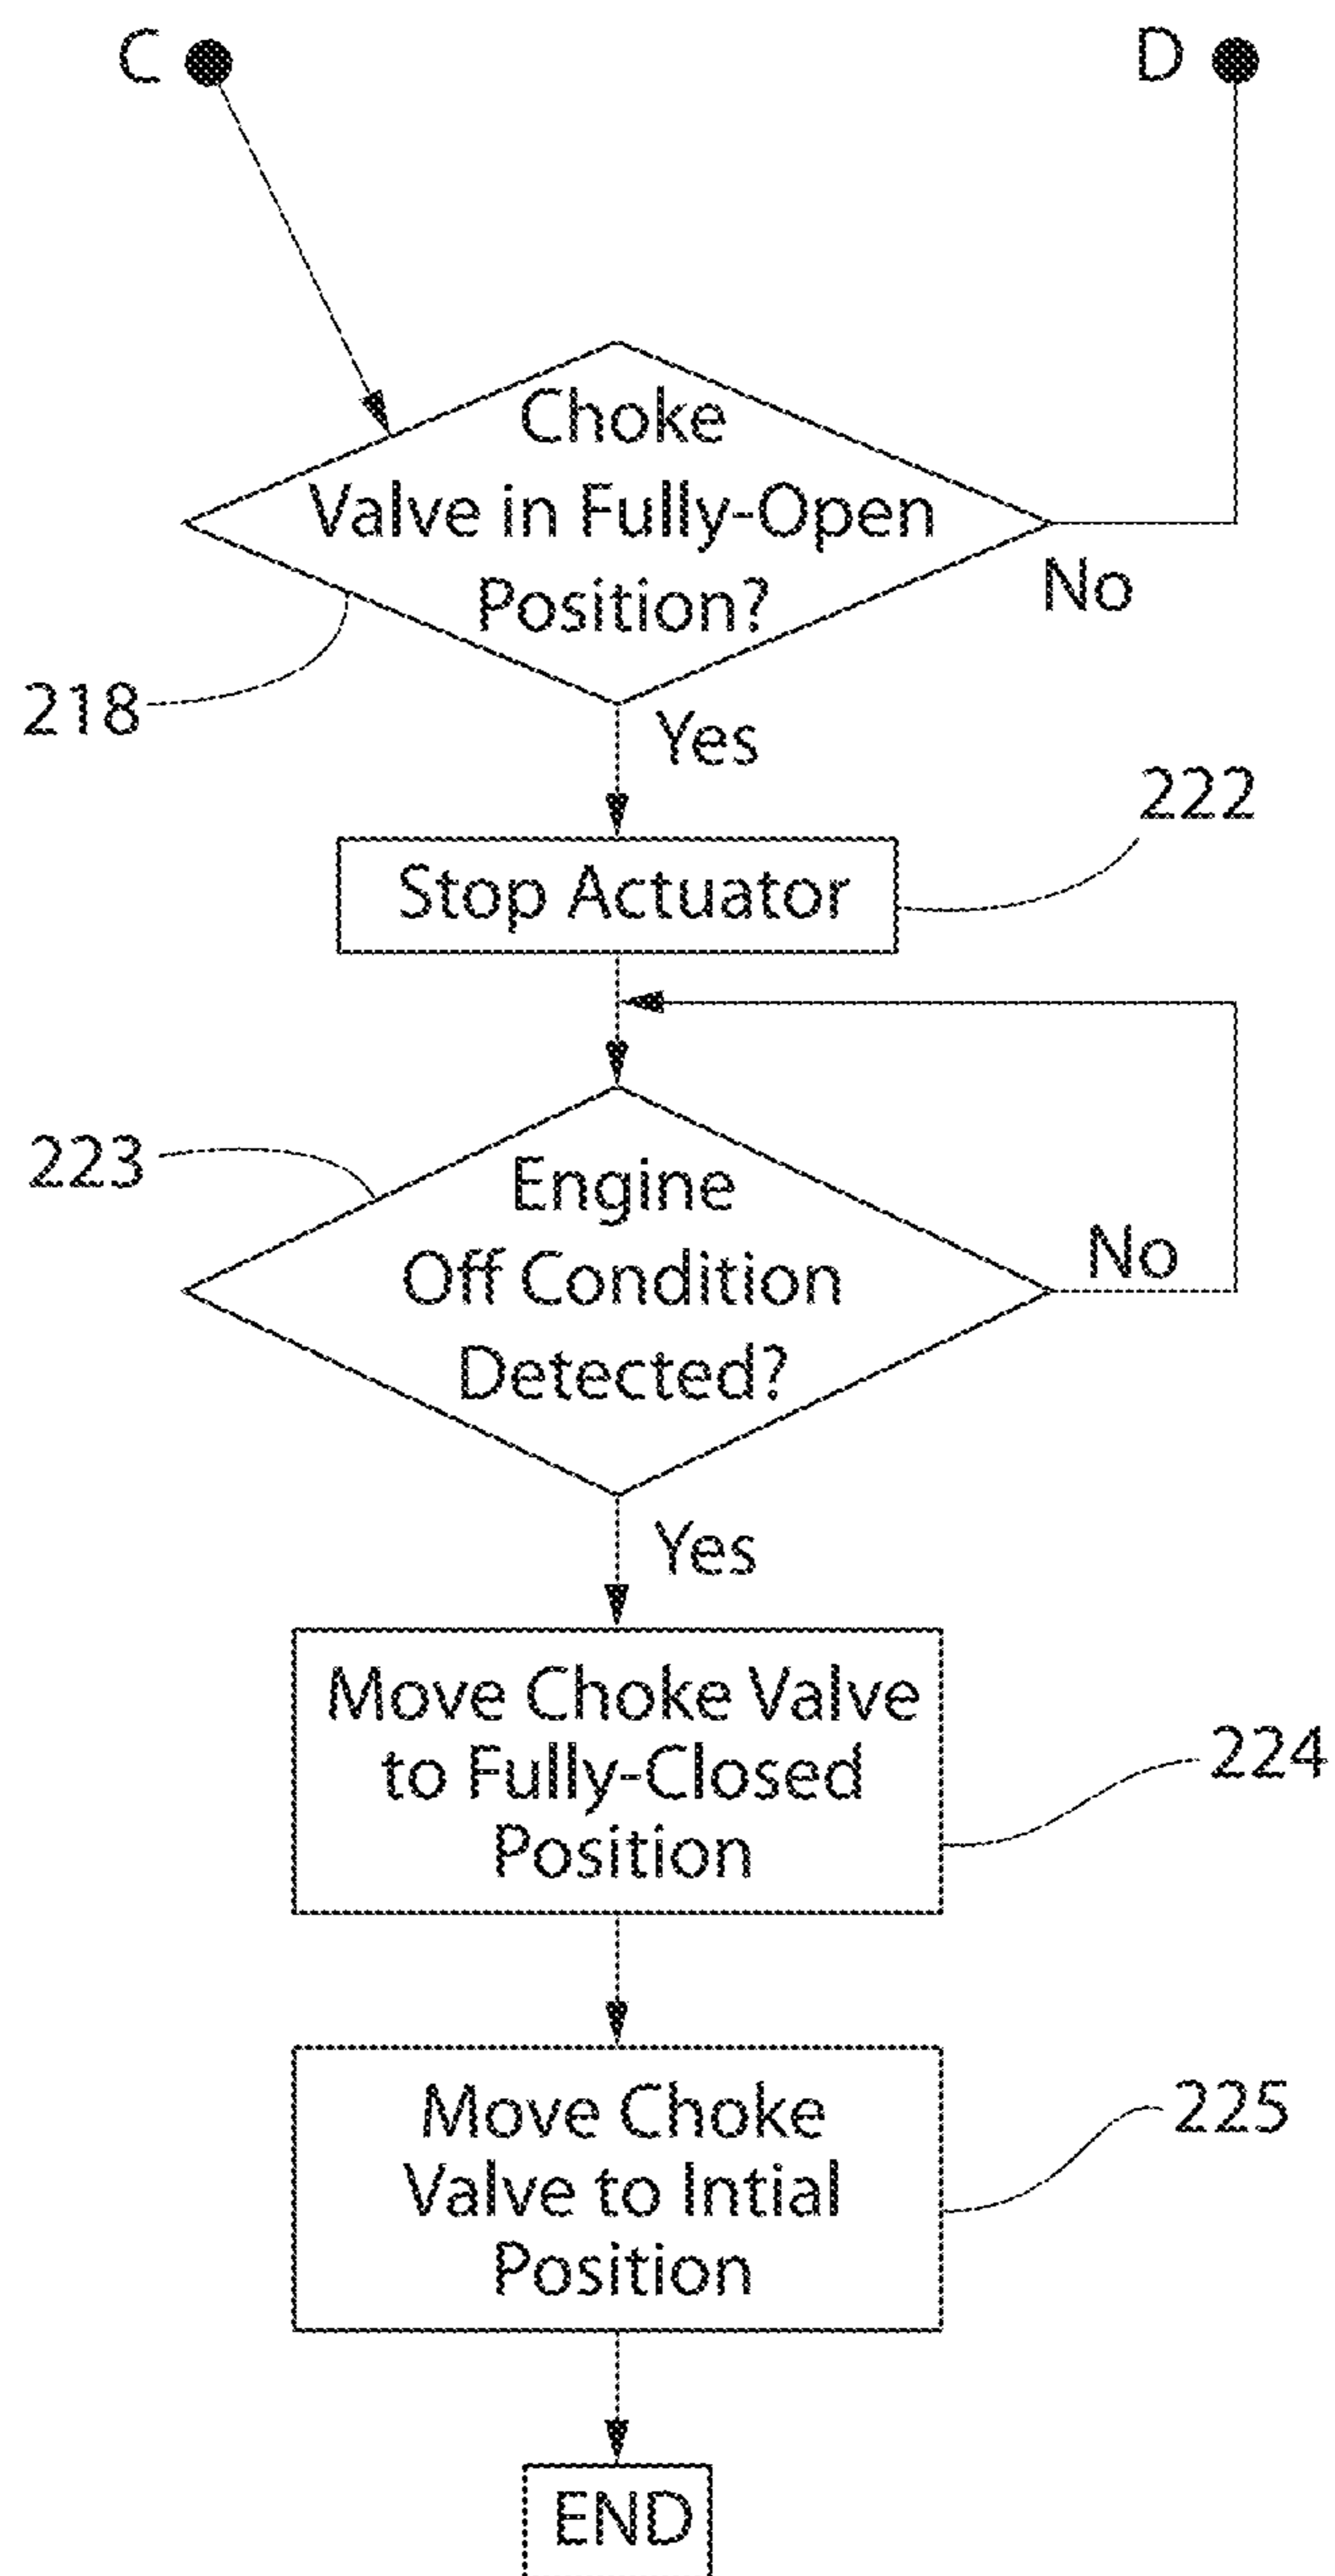 C
D
Choke
Valve in Fully-Open
Position?
No
218
Yes
222
Stop Actuator
223
Engine
Off Condition
Detected?
No
Yes
Move Choke Valve
to Fully-Closed
Position
224
Move Choke
Valve to Intial
Position
225
END